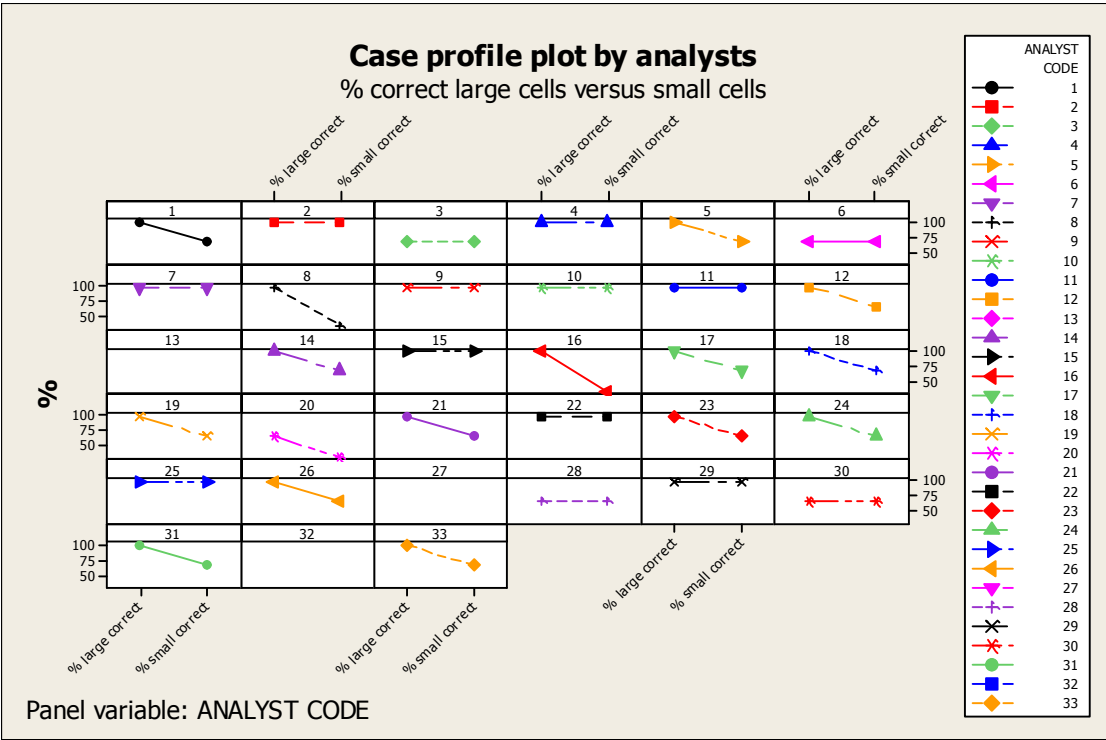 Case profile plot by analysts
% correct large cells versus small cells
% large correct
% small correct
% large correct
% small correct
% large correct
% small correct
1 2 3 4 5 6
100
75
50
7 8 9 10 11 12
100
75
50
13 14 15 16 17 18
100
75
50
%
19 20 21 22 23 24
100
75
50
25 26 27 28 29 30
100
75
50
31 32 33
100
75
50
% large correct
% small correct
% large correct
% small correct
% large correct
% small correct
Panel variable: ANALYST CODE
ANALYST
CODE
1
2
3
4
5
6
7
8
9
10
11
12
13
14
15
16
17
18
19
20
21
22
23
24
25
26
27
28
29
30
31
32
33